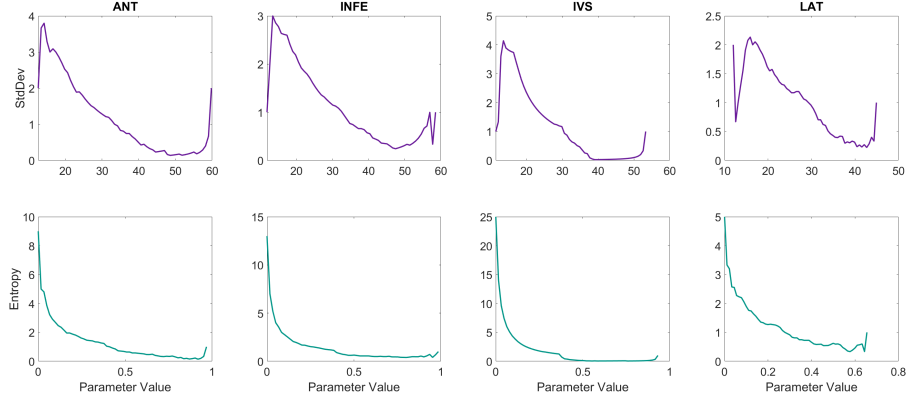 ANT INFE IVS LAT
StdDev
4 3 2 1 0
20 30 40 50 60
3 2 1 0
20 30 40 50 60
5 4 3 2 1 0
20 30 40 50 60
2.5 2 1.5 1 0.5 0
10 20 30 40 50
Entropy
10 8 6 4 2 0
0 0.5 1
15 10 5 0
0 0.5 1
25 20 15 10 5 0
0 0.5 1
5 4 3 2 1 0
0 0.2 0.4 0.6 0.8
Parameter Value Parameter Value Parameter Value Parameter Value